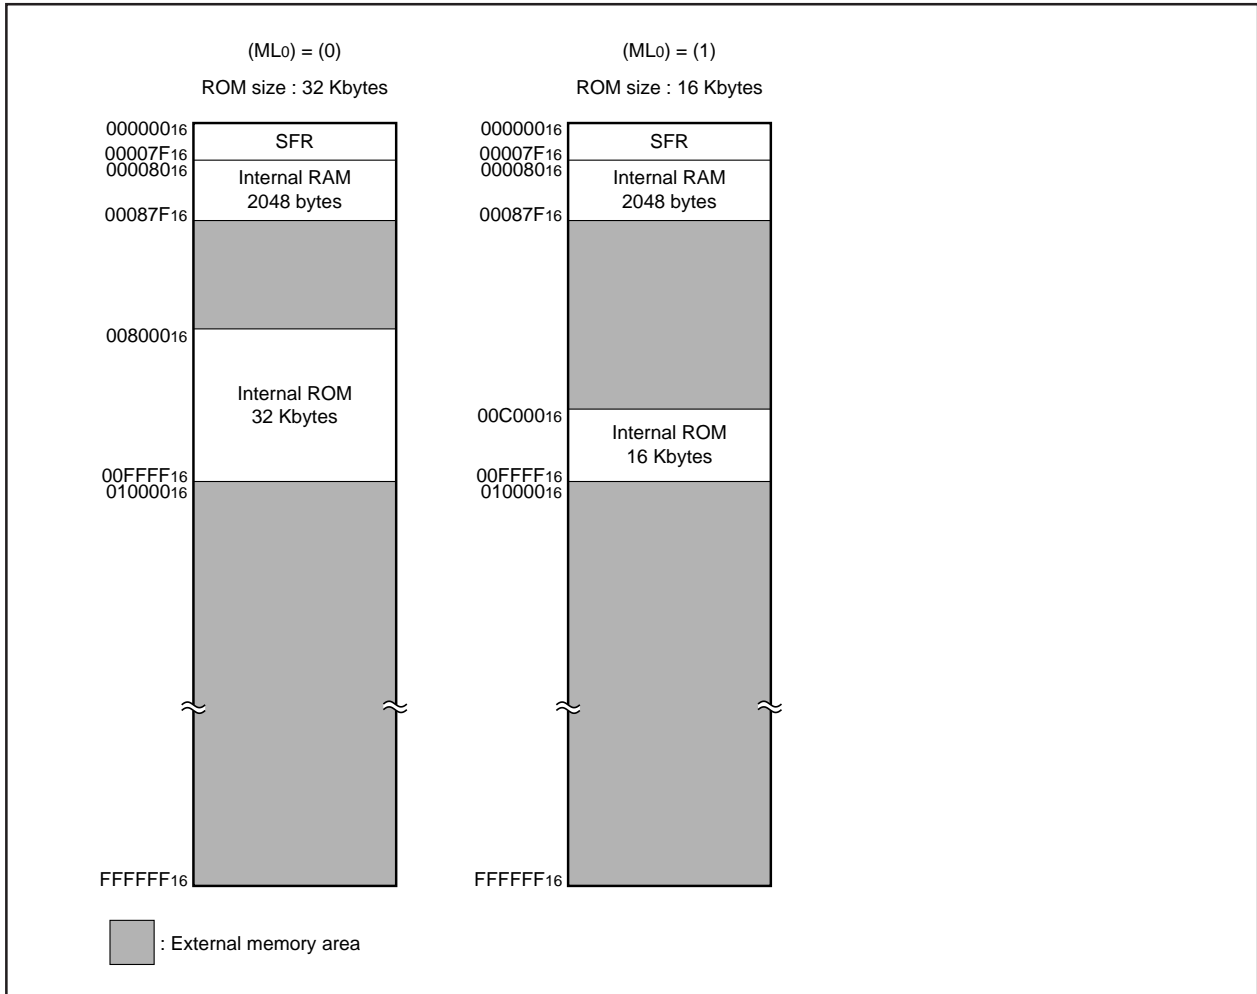 (ML0) = (0)
ROM size : 32 Kbytes
00000016
SFR
00007F16
00008016
Internal RAM
2048 bytes
00087F16
00800016
Internal ROM
32 Kbytes
00FFFF16
01000016
FFFFFF16
(ML0) = (1)
ROM size : 16 Kbytes
00000016
SFR
00007F16
00008016
Internal RAM
2048 bytes
00087F16
00C00016
Internal ROM
16 Kbytes
00FFFF16
01000016
FFFFFF16
: External memory area